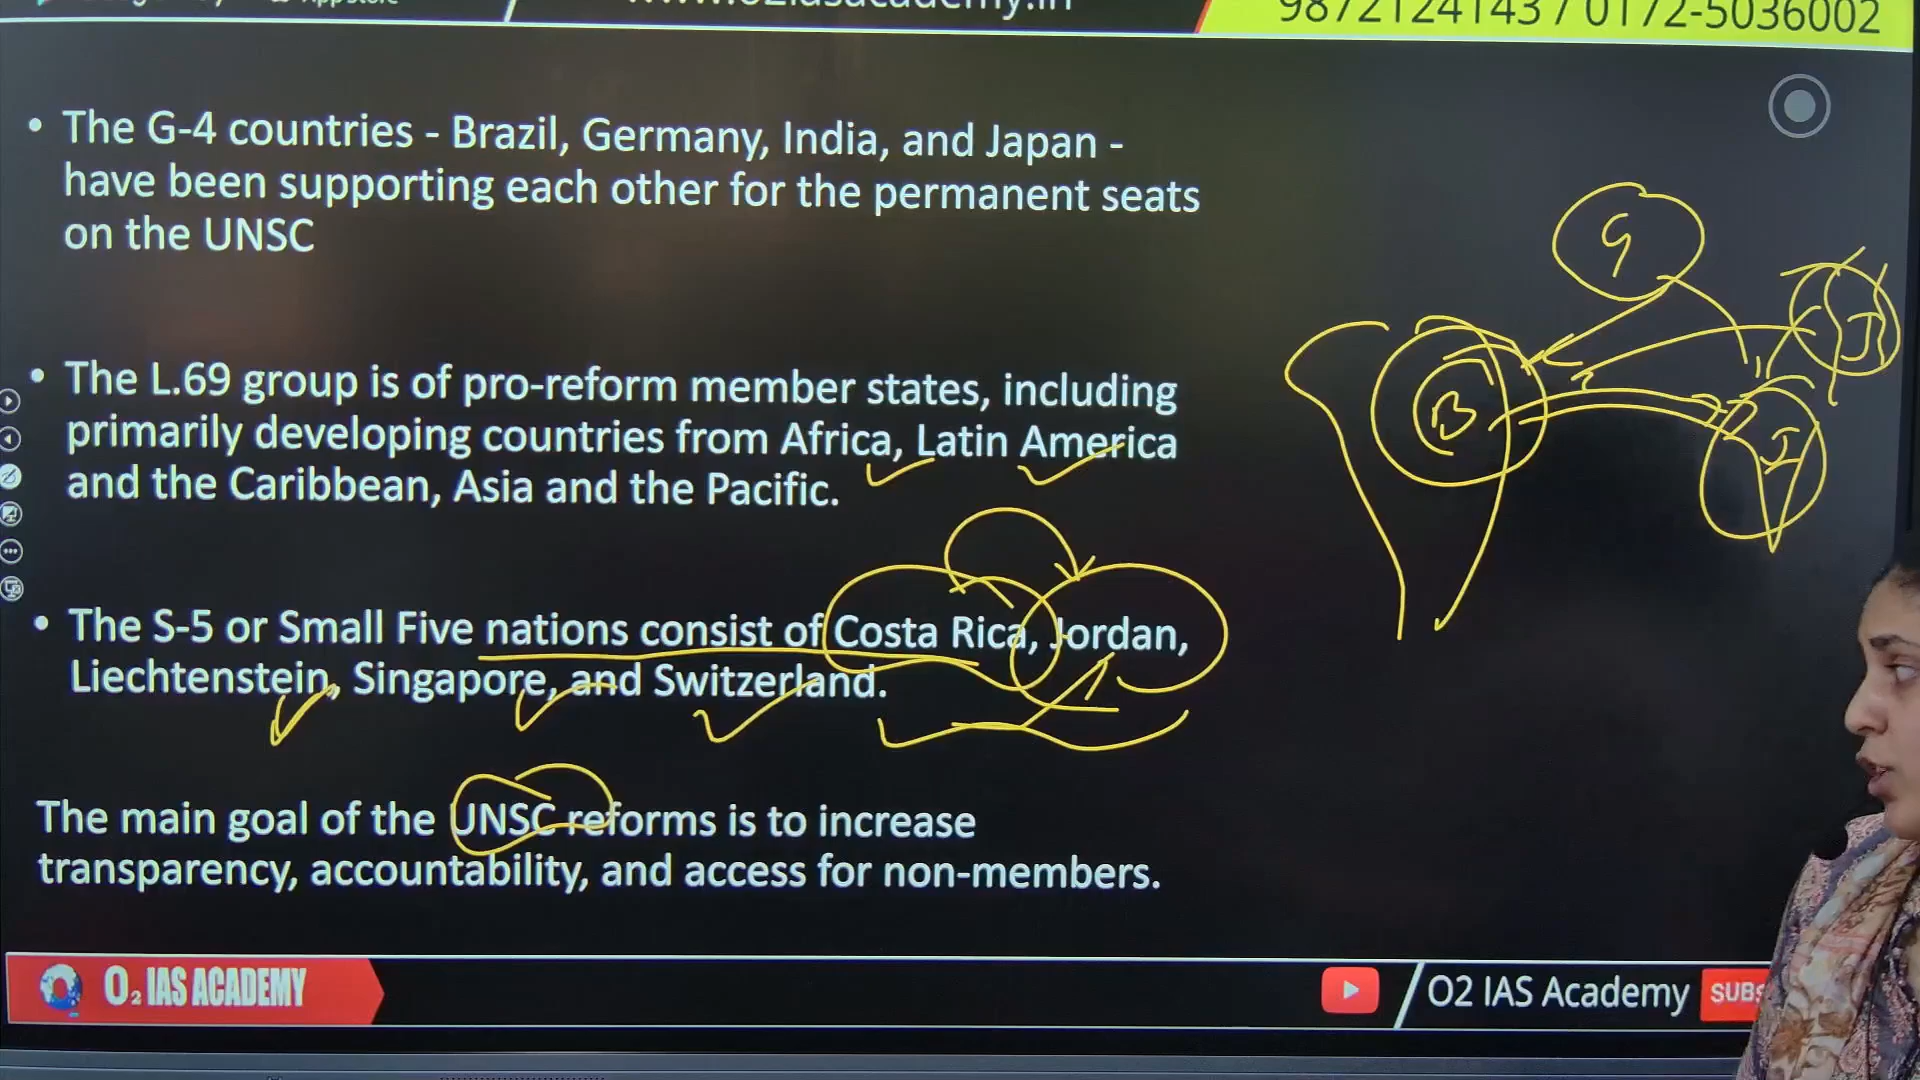 9872124143 / 0172-5036002
• The G-4 countries - Brazil, Germany, India, and Japan -
have been supporting each other for the permanent seats
on the UNSC
• The L.69 group is of pro-reform member states, including
primarily developing countries from Africa, Latin America
and the Caribbean, Asia and the Pacific.
• The S-5 or Small Five nations consist of Costa Rica, Jordan,
Liechtenstein, Singapore, and Switzerland.
The main goal of the UNSC reforms is to increase
transparency, accountability, and access for non-members.
G
J
B
I
O₂ IAS ACADEMY
O2 IAS Academy